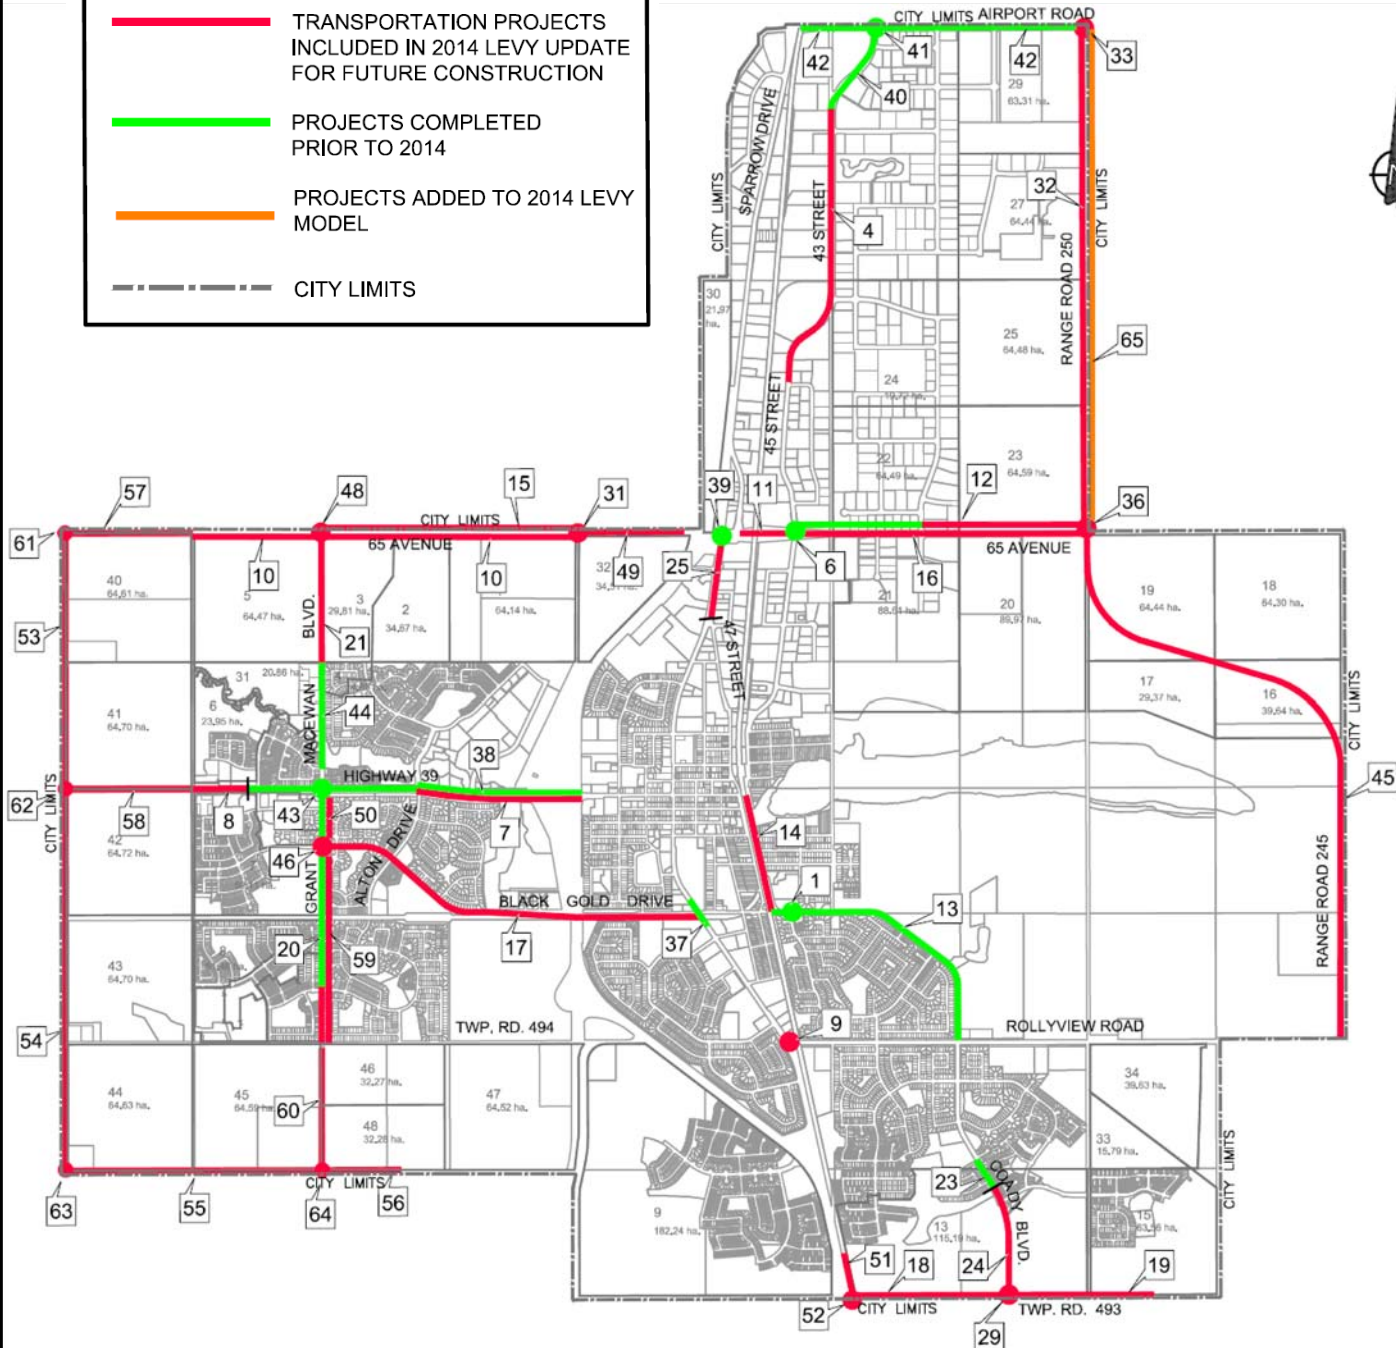 TRANSPORTATION PROJECTS
INCLUDED IN 2014 LEVY UPDATE
FOR FUTURE CONSTRUCTION
PROJECTS COMPLETED
PRIOR TO 2014
PROJECTS ADDED TO 2014 LEVY
MODEL
CITY LIMITS
CITY LIMITS AIRPORT ROAD
42
41
42
33
40
29
63.31 ha.
SPARROW DRIVE
CITY LIMITS
43 STREET
4
32
27
64.44 ha.
CITY LIMITS
RANGE ROAD 250
30
21.97
ha.
25
64.48 ha.
65
24
45 STREET
22
64.49 ha.
23
64.59 ha.
57
48
15
31
39
11
12
36
CITY LIMITS
61
65 AVENUE
65 AVENUE
10
10
49
25
6
16
40
64.61 ha.
5
64.47 ha.
BLVD.
3
29.81 ha.
2
34.67 ha.
64.14 ha.
32
21
88.61 ha.
20
89.97 ha.
19
64.44 ha.
18
64.30 ha.
53
21
47 STREET
31
20.86 ha.
6
23.95 ha.
41
64.70 ha.
MACEWAN
44
17
29.37 ha.
16
39.64 ha.
CITY LIMITS
38
HIGHWAY 39
62
CITY LIMITS
58
8
43
50
7
14
45
42
64.72 ha.
46
ALTON DRIVE
GRANT
1
BLACK GOLD DRIVE
13
RANGE ROAD 245
17
37
20
59
43
64.70 ha.
54
TWP. RD. 494
9
ROLLYVIEW ROAD
44
64.63 ha.
45
64.59 ha.
60
46
32.27 ha.
47
64.52 ha.
48
32.28 ha.
34
39.63 ha.
33
15.79 ha.
CITY LIMITS
63
55
CITY LIMITS
64
56
23
COADY BLVD.
9
182.24 ha.
13
115.19 ha.
15
63.56 ha.
51
18
24
19
52
CITY LIMITS
29
TWP. RD. 493